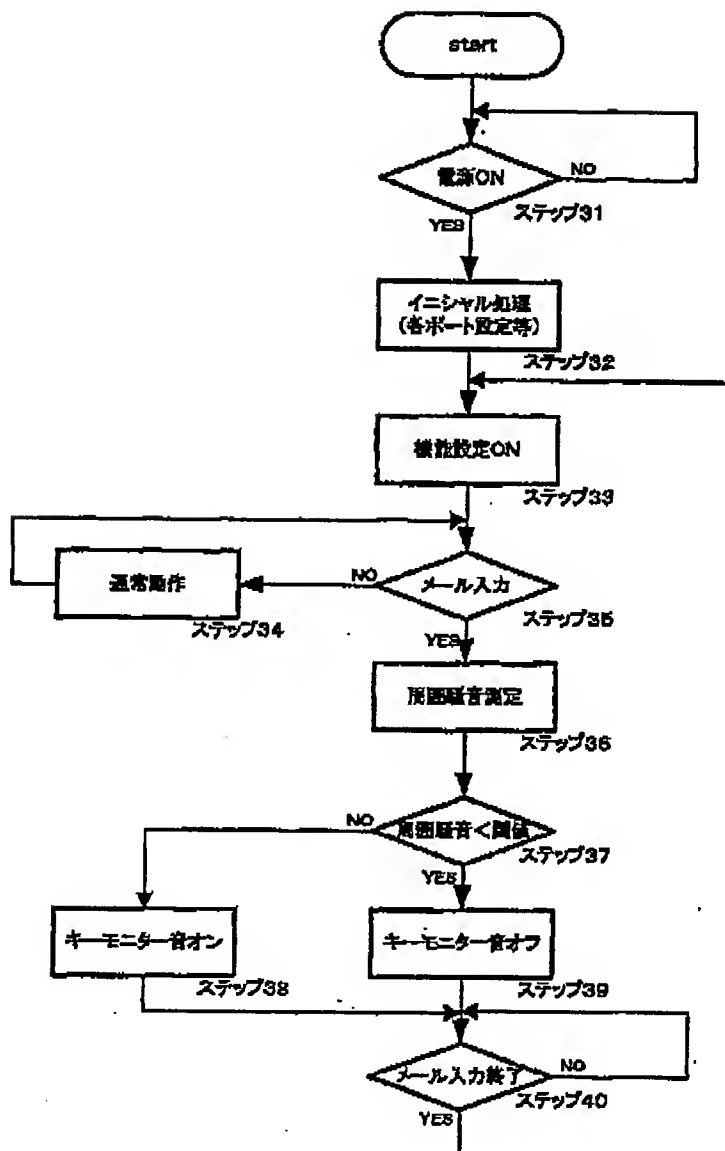 start
電源ON
NO
ステップ31
YES
イニシャル処理
(各ポート設定等)
ステップ32
機能設定ON
ステップ33
通常動作
ステップ34
NO
メール入力
ステップ35
YES
周囲騒音測定
ステップ36
NO
周囲騒音<閾値
ステップ37
YES
キーモニター音オン
ステップ38
キーモニター音オフ
ステップ39
メール入力終了
NO
ステップ40
YES